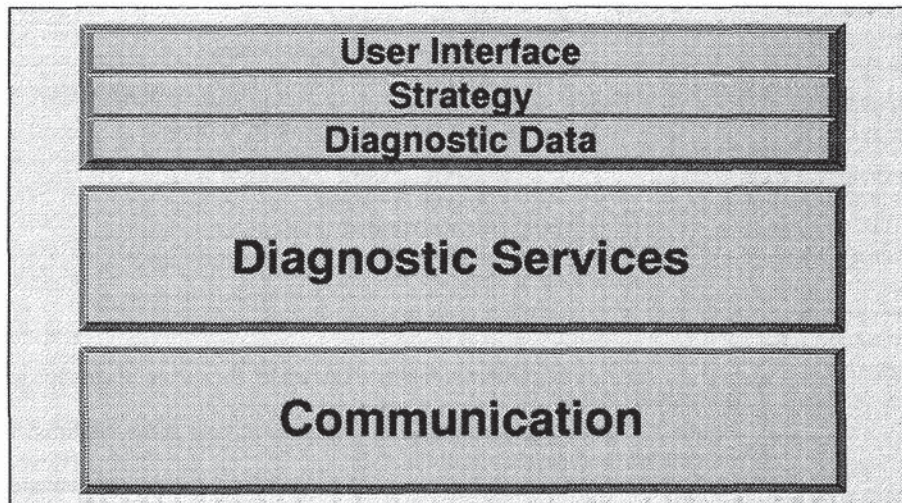 User Interface
Strategy
Diagnostic Data
Diagnostic Services
Communication